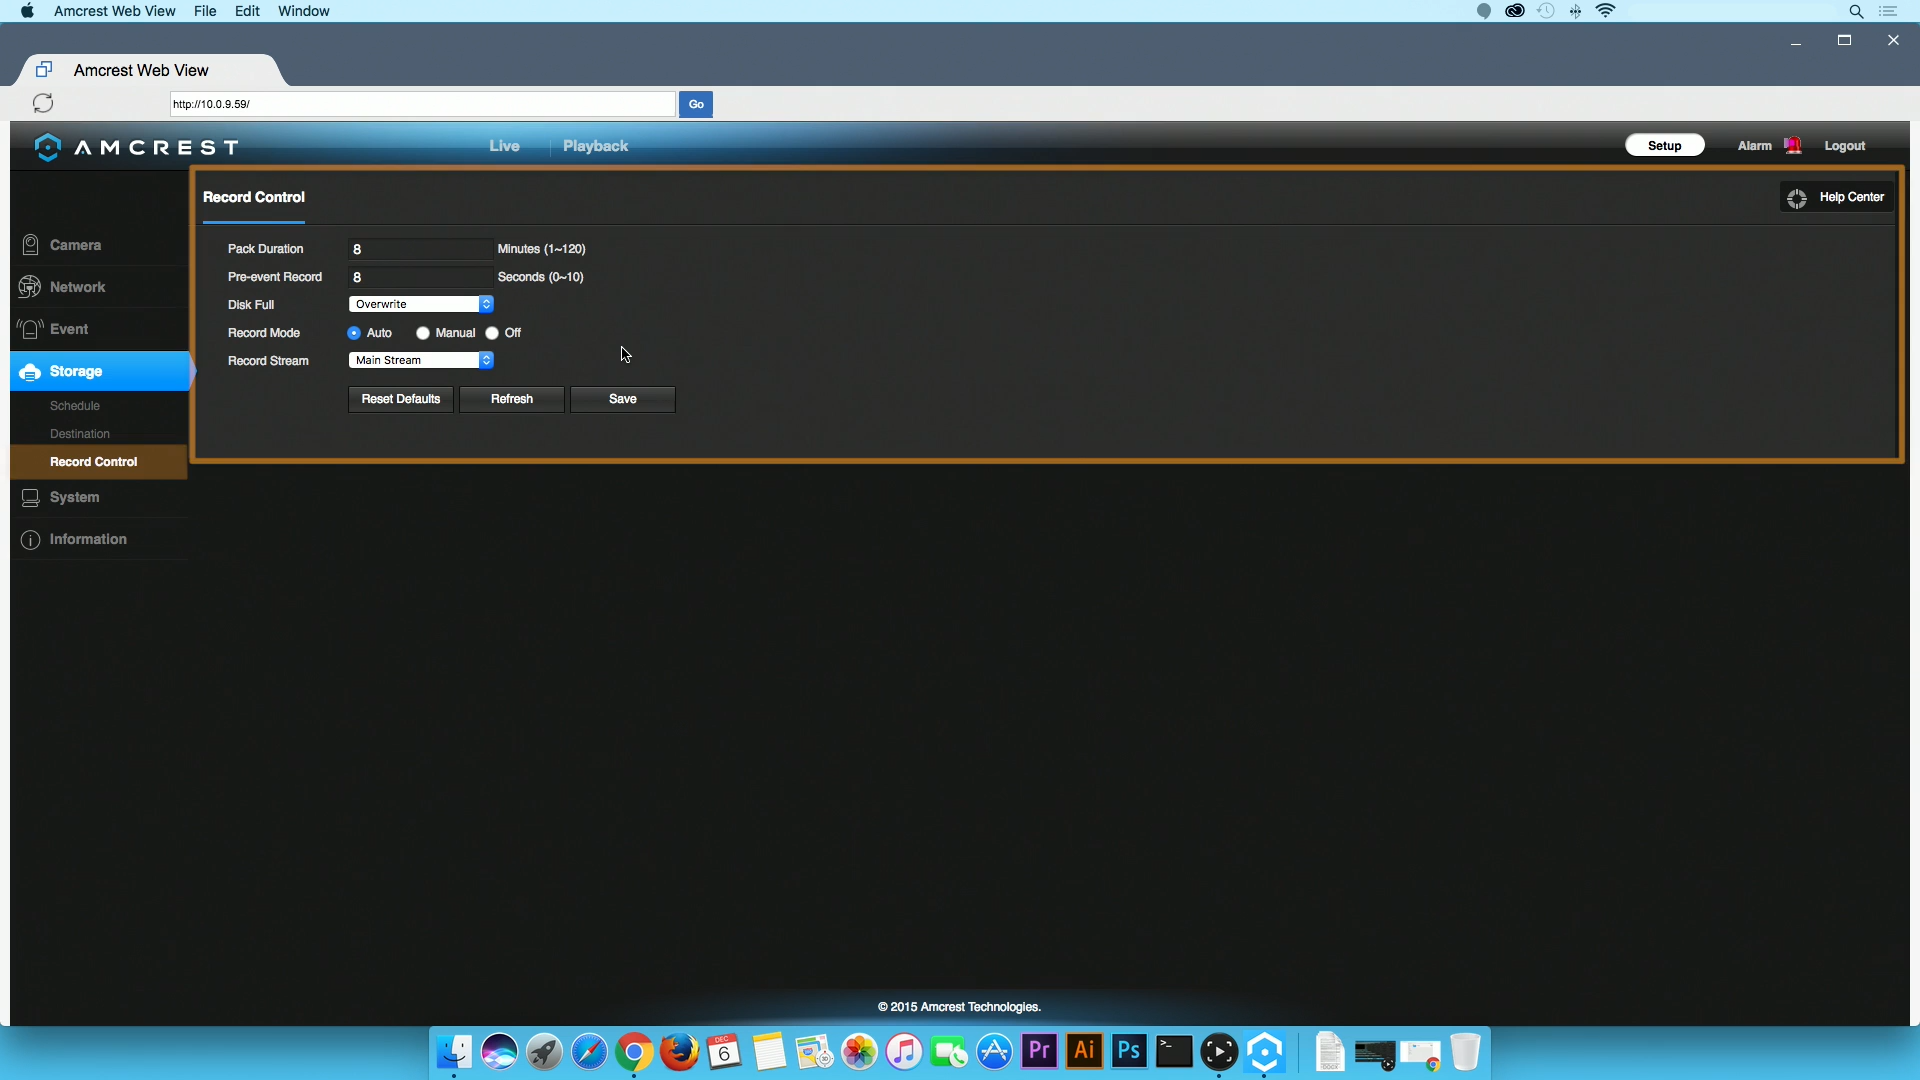 Amcrest Web View File Edit Window
Amcrest Web View
http://10.0.9.59/ Go
AMCREST Live Playback Setup Alarm Logout
Record Control Help Center
Camera
Network
Event
Storage
Schedule
Destination
Record Control
System
Information
Pack Duration 8 Minutes (1~120)
Pre-event Record 8 Seconds (0~10)
Disk Full Overwrite
Record Mode Auto Manual Off
Record Stream Main Stream
Reset Defaults Refresh Save
© 2015 Amcrest Technologies.
DEC
6
Pr Ai Ps >_